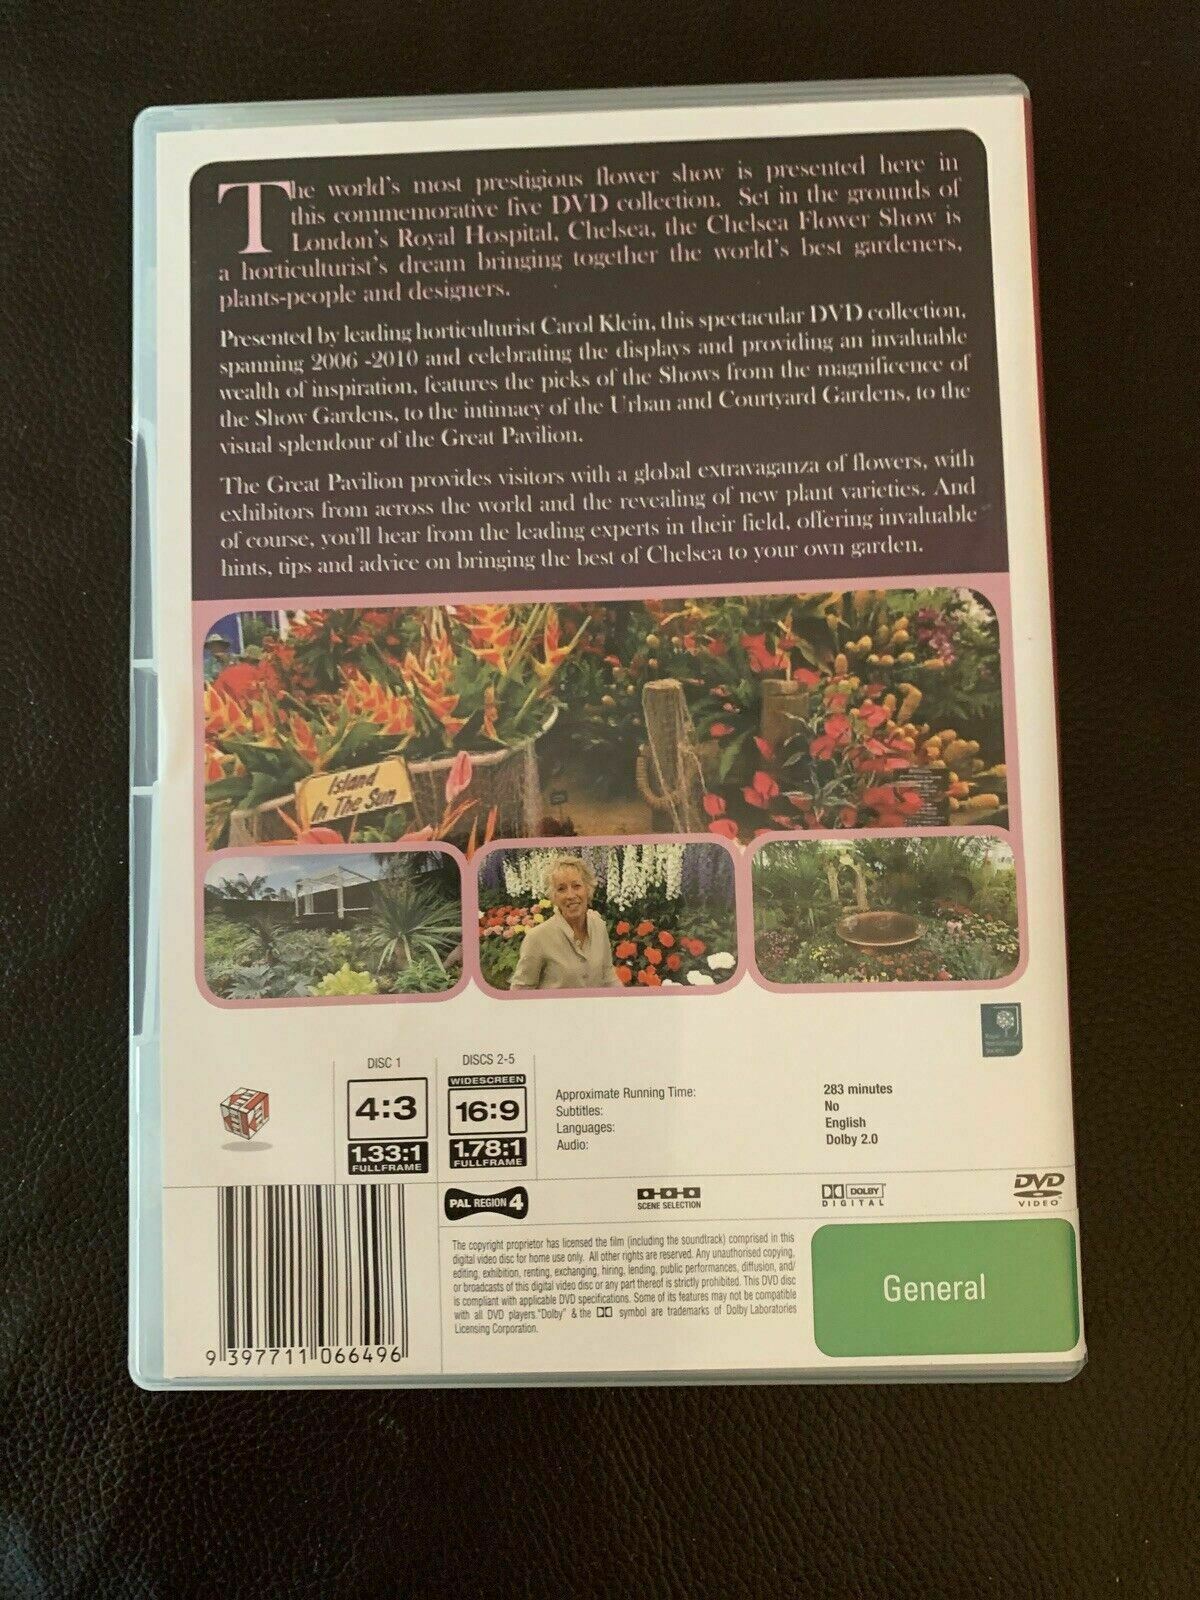 The world's most prestigious flower show is presented here in
this commemorative five DVD collection. Set in the grounds of
London's Royal Hospital, Chelsea, the Chelsea Flower Show is
a horticulturist's dream bringing together the world's best gardeners,
plants-people and designers.
Presented by leading horticulturist Carol Klein, this spectacular DVD collection,
spanning 2006 -2010 and celebrating the displays and providing an invaluable
wealth of inspiration, features the picks of the Shows from the magnificence of
the Show Gardens, to the intimacy of the Urban and Courtyard Gardens, to the
visual splendour of the Great Pavilion.
The Great Pavilion provides visitors with a global extravaganza of flowers, with
exhibitors from across the world and the revealing of new plant varieties. And
of course, you'll hear from the leading experts in their field, offering invaluable
hints, tips and advice on bringing the best of Chelsea to your own garden.
Island
In The Sun
Royal
Horticultural
Society
DISC 1
4:3
1.33:1
FULLFRAME
DISCS 2-5
WIDESCREEN
16:9
1.78:1
FULLFRAME
Approximate Running Time: 283 minutes
Subtitles: No
Languages: English
Audio: Dolby 2.0
PAL REGION 4
SCENE SELECTION
DOLBY
DIGITAL
DVD
VIDEO
The copyright proprietor has licensed the film (including the soundtrack) comprised in this
digital video disc for home use only. All other rights are reserved. Any unauthorised copying,
editing, exhibition, renting, exchanging, hiring, lending, public performances, diffusion, and/
or broadcasts of this digital video disc or any part thereof is strictly prohibited. This DVD disc
is compliant with applicable DVD specifications. Some of its features may not be compatible
with all DVD players."Dolby" & the symbol are trademarks of Dolby Laboratories
Licensing Corporation.
General
9 397711 066496